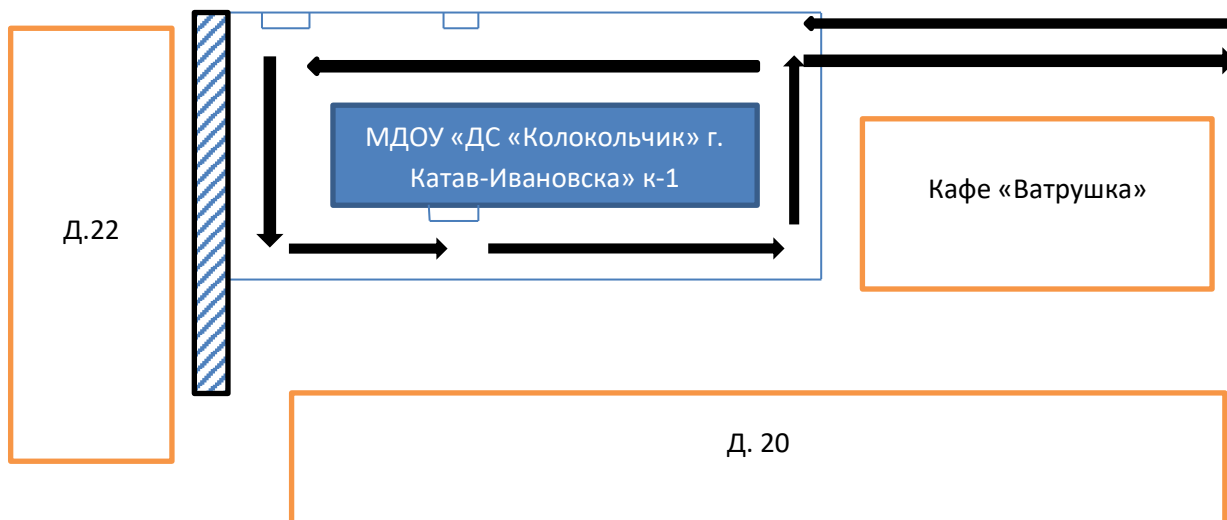 МДОУ «ДС «Колокольчик» г.
Катав-Ивановска» к-1
Кафе «Ватрушка»
Д.22
Д. 20